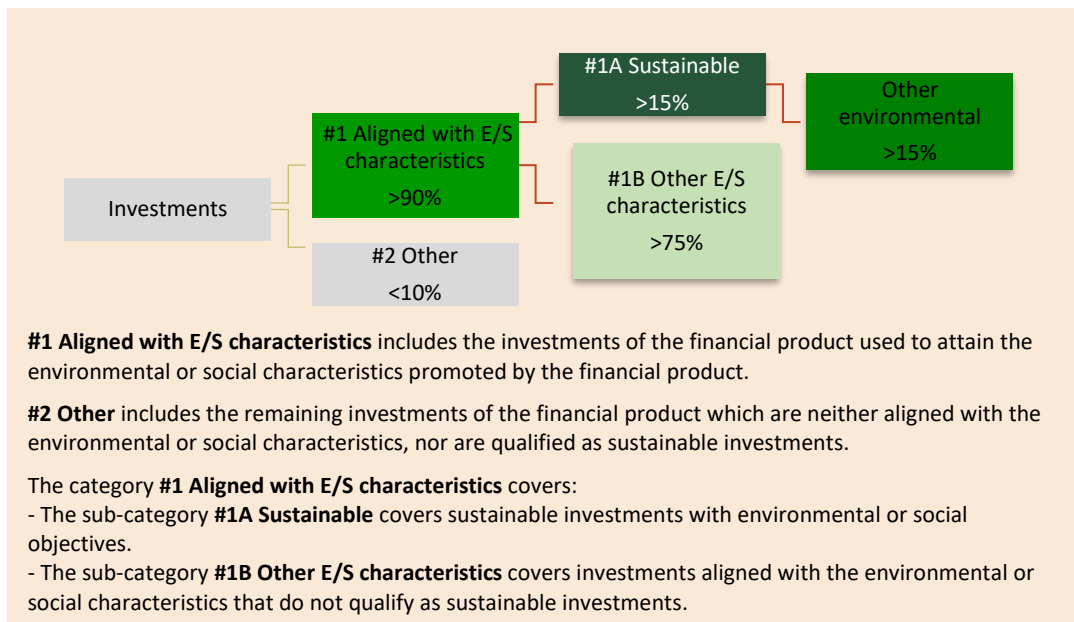 #1A Sustainable
>15%
Other
environmental
>15%
#1 Aligned with E/S
characteristics
>90%
#1B Other E/S
characteristics
>75%
Investments
#2 Other
<10%
#1 Aligned with E/S characteristics includes the investments of the financial product used to attain the
environmental or social characteristics promoted by the financial product.
#2 Other includes the remaining investments of the financial product which are neither aligned with the
environmental or social characteristics, nor are qualified as sustainable investments.
The category #1 Aligned with E/S characteristics covers:
- The sub-category #1A Sustainable covers sustainable investments with environmental or social
objectives.
- The sub-category #1B Other E/S characteristics covers investments aligned with the environmental or
social characteristics that do not qualify as sustainable investments.